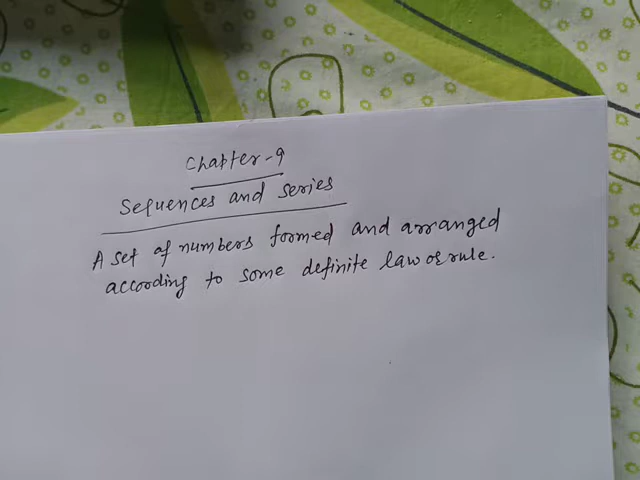 Chapter-9
Sequences and series
A set of numbers formed and arranged
according to some definite law or rule.